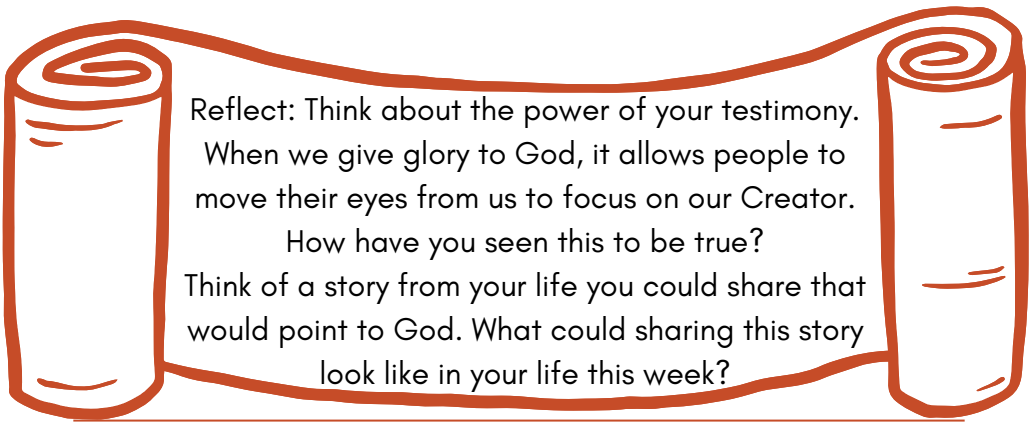 Reflect: Think about the power of your testimony.
When we give glory to God, it allows people to
move their eyes from us to focus on our Creator.
How have you seen this to be true?
Think of a story from your life you could share that
would point to God. What could sharing this story
look like in your life this week?